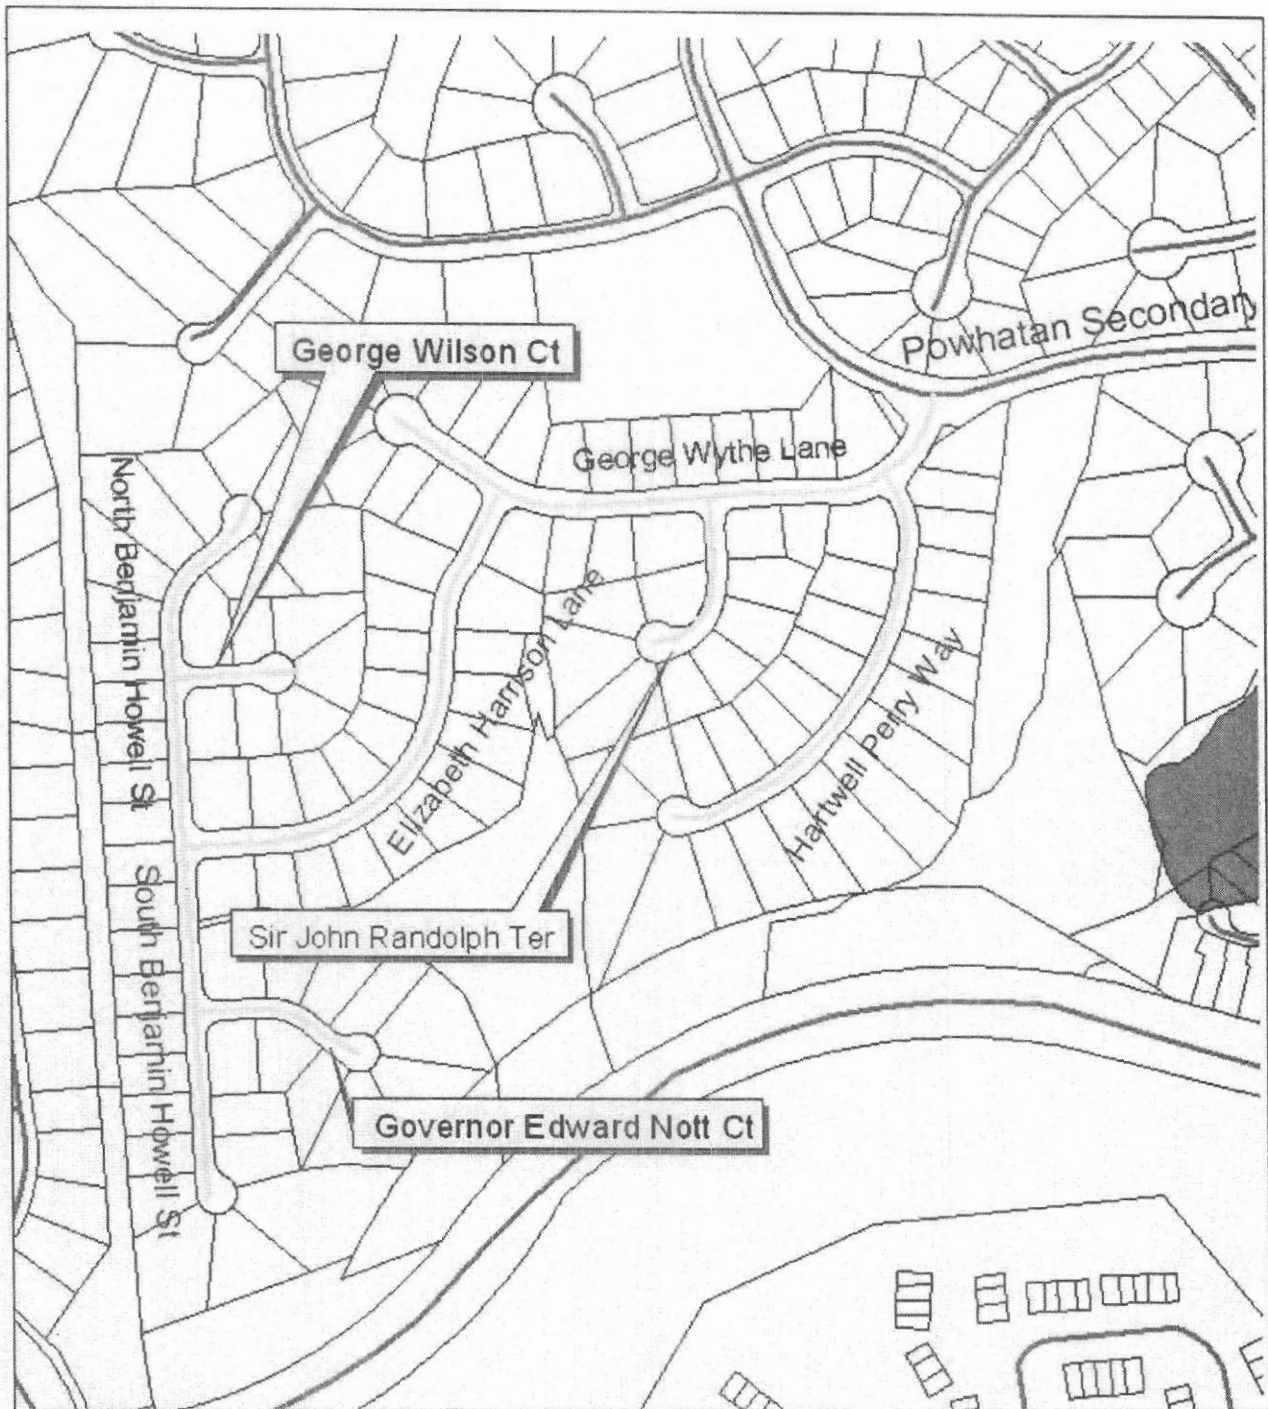 Powhatan Secondary
George Wilson Ct
George Wythe Lane
North Benjamin Howell St
Elizabeth Harrison Lane
Hartwell Perry Way
South Benjamin Howell St
Sir John Randolph Ter
Governor Edward Nott Ct